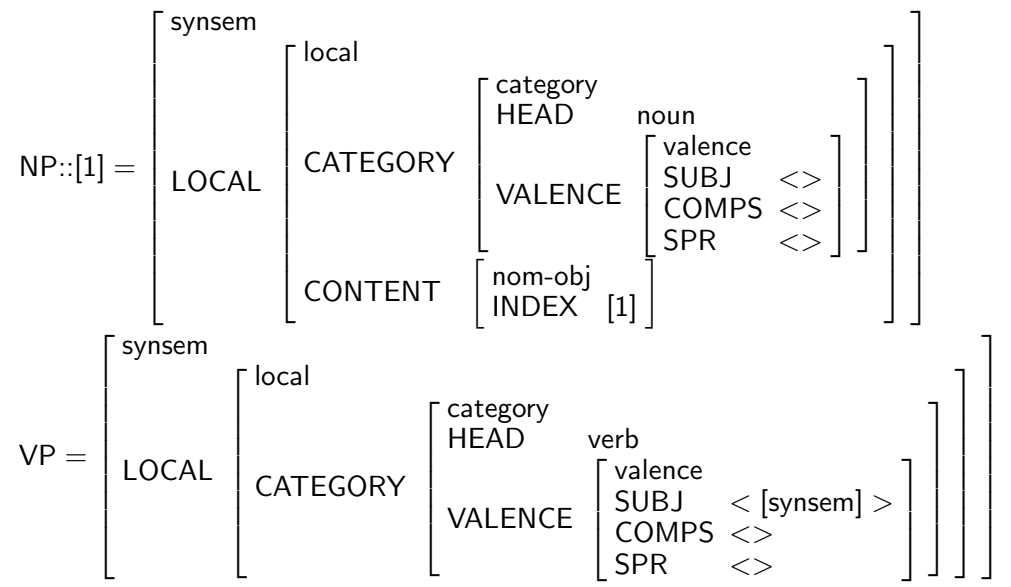 synsem
local
category
HEAD noun
valence
NP::[1] = LOCAL CATEGORY VALENCE SUBJ <>
COMPS <>
SPR <>
nom-obj
CONTENT INDEX [1]
synsem
local
category
HEAD verb
valence
VP = LOCAL CATEGORY VALENCE SUBJ < [synsem] >
COMPS <>
SPR <>